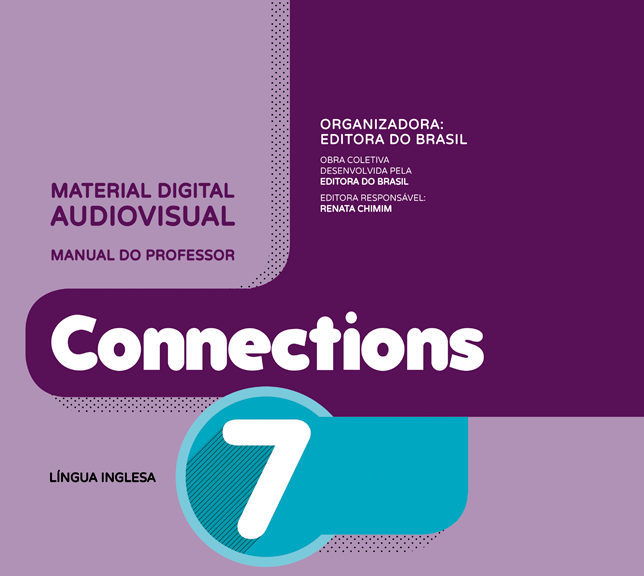 ORGANIZADORA:
EDITORA DO BRASIL
OBRA COLETIVA
DESENVOLVIDA PELA
EDITORA DO BRASIL
EDITORA RESPONSÁVEL:
RENATA CHIMIM
MATERIAL DIGITAL
AUDIOVISUAL
MANUAL DO PROFESSOR
Connections
7
LÍNGUA INGLESA